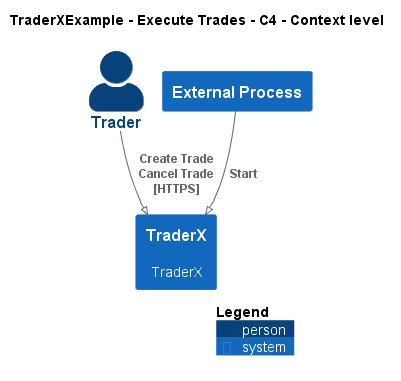 TraderXExample - Execute Trades - C4 - Context level
Trader
External Process
Create Trade
Cancel Trade
[HTTPS]
Start
TraderX
TraderX
Legend
person
system